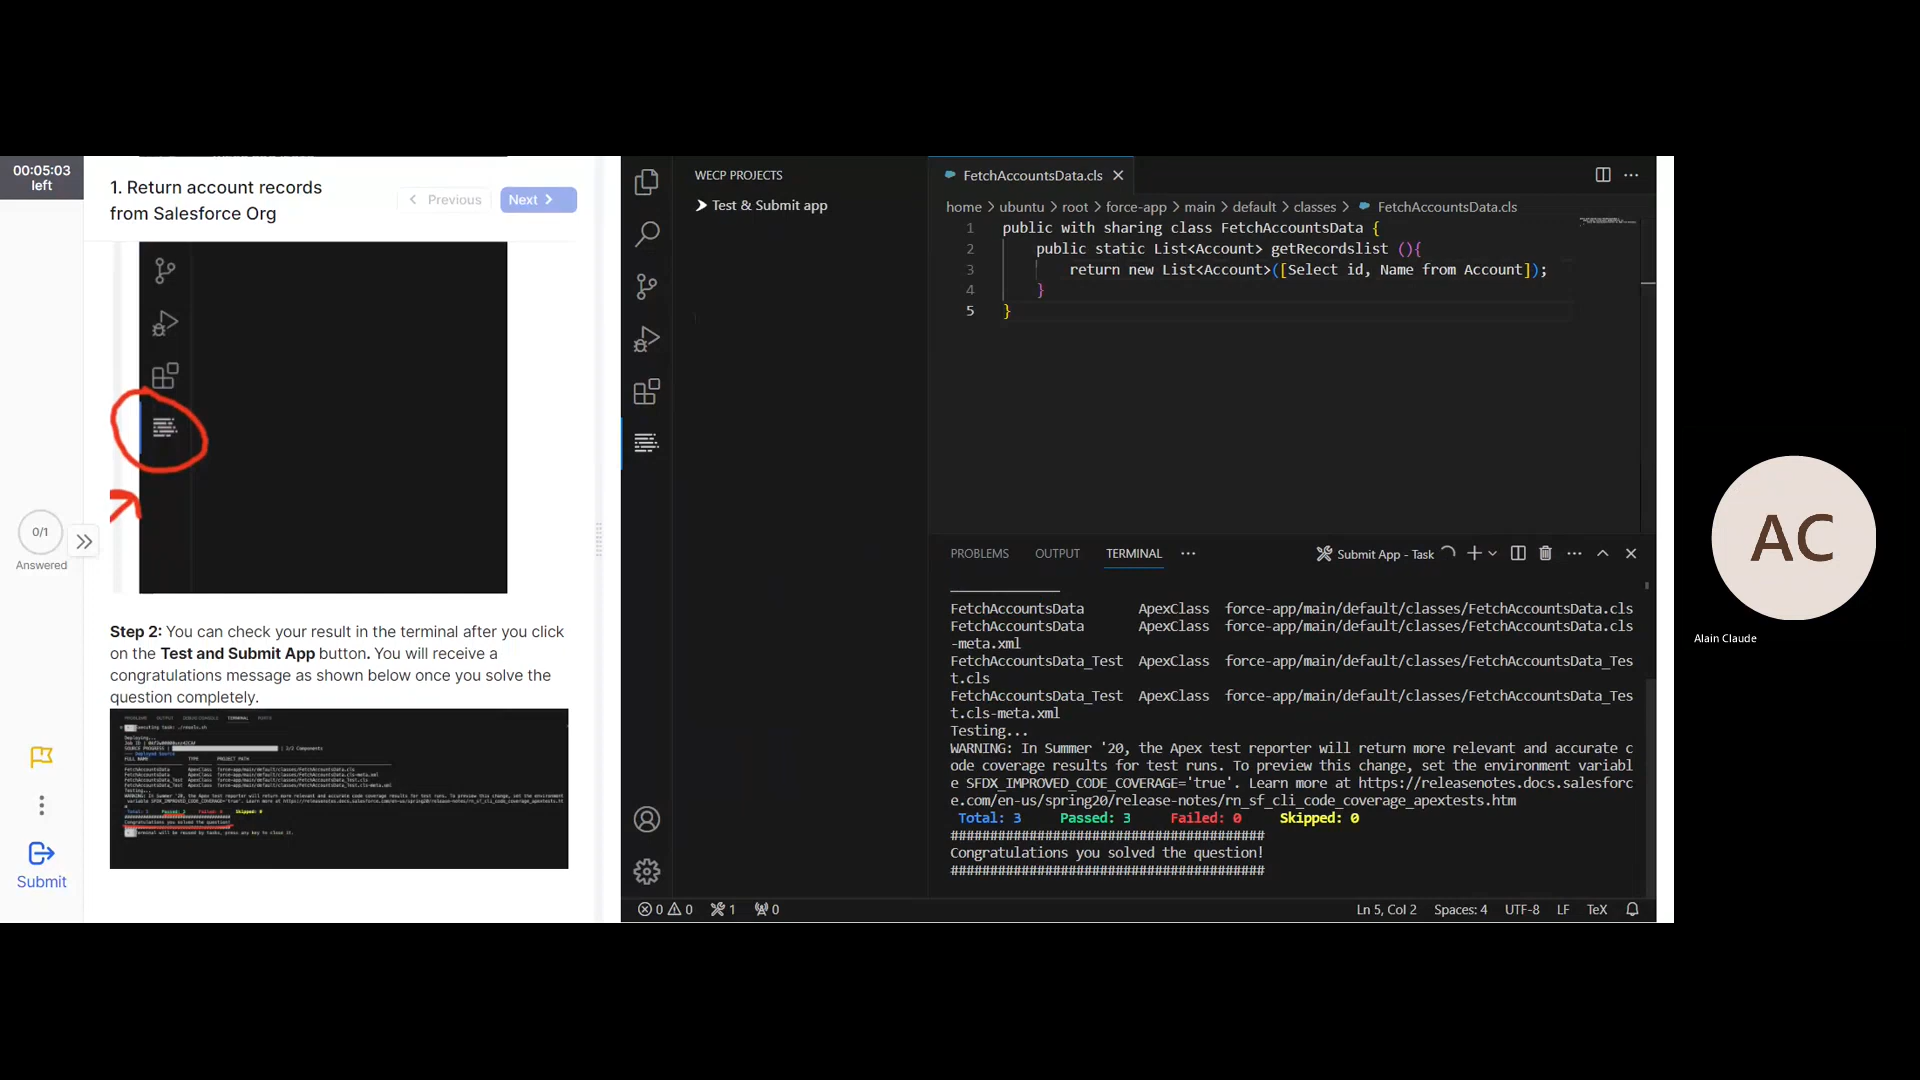 00:05:03
left
1. Return account records
from Salesforce Org
Previous
Next
0/1
Answered
Step 2: You can check your result in the terminal after you click
on the Test and Submit App button. You will receive a
congratulations message as shown below once you solve the
question completely.
Submit
WECP PROJECTS
Test & Submit app
FetchAccountsData.cls
home > ubuntu > root > force-app > main > default > classes > FetchAccountsData.cls
1 public with sharing class FetchAccountsData {
2 public static List<Account> getRecordslist (){
3 return new List<Account>([Select id, Name from Account]);
4 }
5 }
PROBLEMS OUTPUT TERMINAL ...
Submit App - Task
FetchAccountsData ApexClass force-app/main/default/classes/FetchAccountsData.cls
FetchAccountsData ApexClass force-app/main/default/classes/FetchAccountsData.cls
-meta.xml
FetchAccountsData_Test ApexClass force-app/main/default/classes/FetchAccountsData_Tes
t.cls
FetchAccountsData_Test ApexClass force-app/main/default/classes/FetchAccountsData_Tes
t.cls-meta.xml
Testing...
WARNING: In Summer '20, the Apex test reporter will return more relevant and accurate c
ode coverage results for test runs. To preview this change, set the environment variabl
e SFDX_IMPROVED_CODE_COVERAGE='true'. Learn more at https://releasenotes.docs.salesforc
e.com/en-us/spring20/release-notes/rn_sf_cli_code_coverage_apextests.htm
Total: 3 Passed: 3 Failed: 0 Skipped: 0
########################################
Congratulations you solved the question!
########################################
0 0 1 0
Ln 5, Col 2 Spaces: 4 UTF-8 LF TeX
AC
Alain Claude